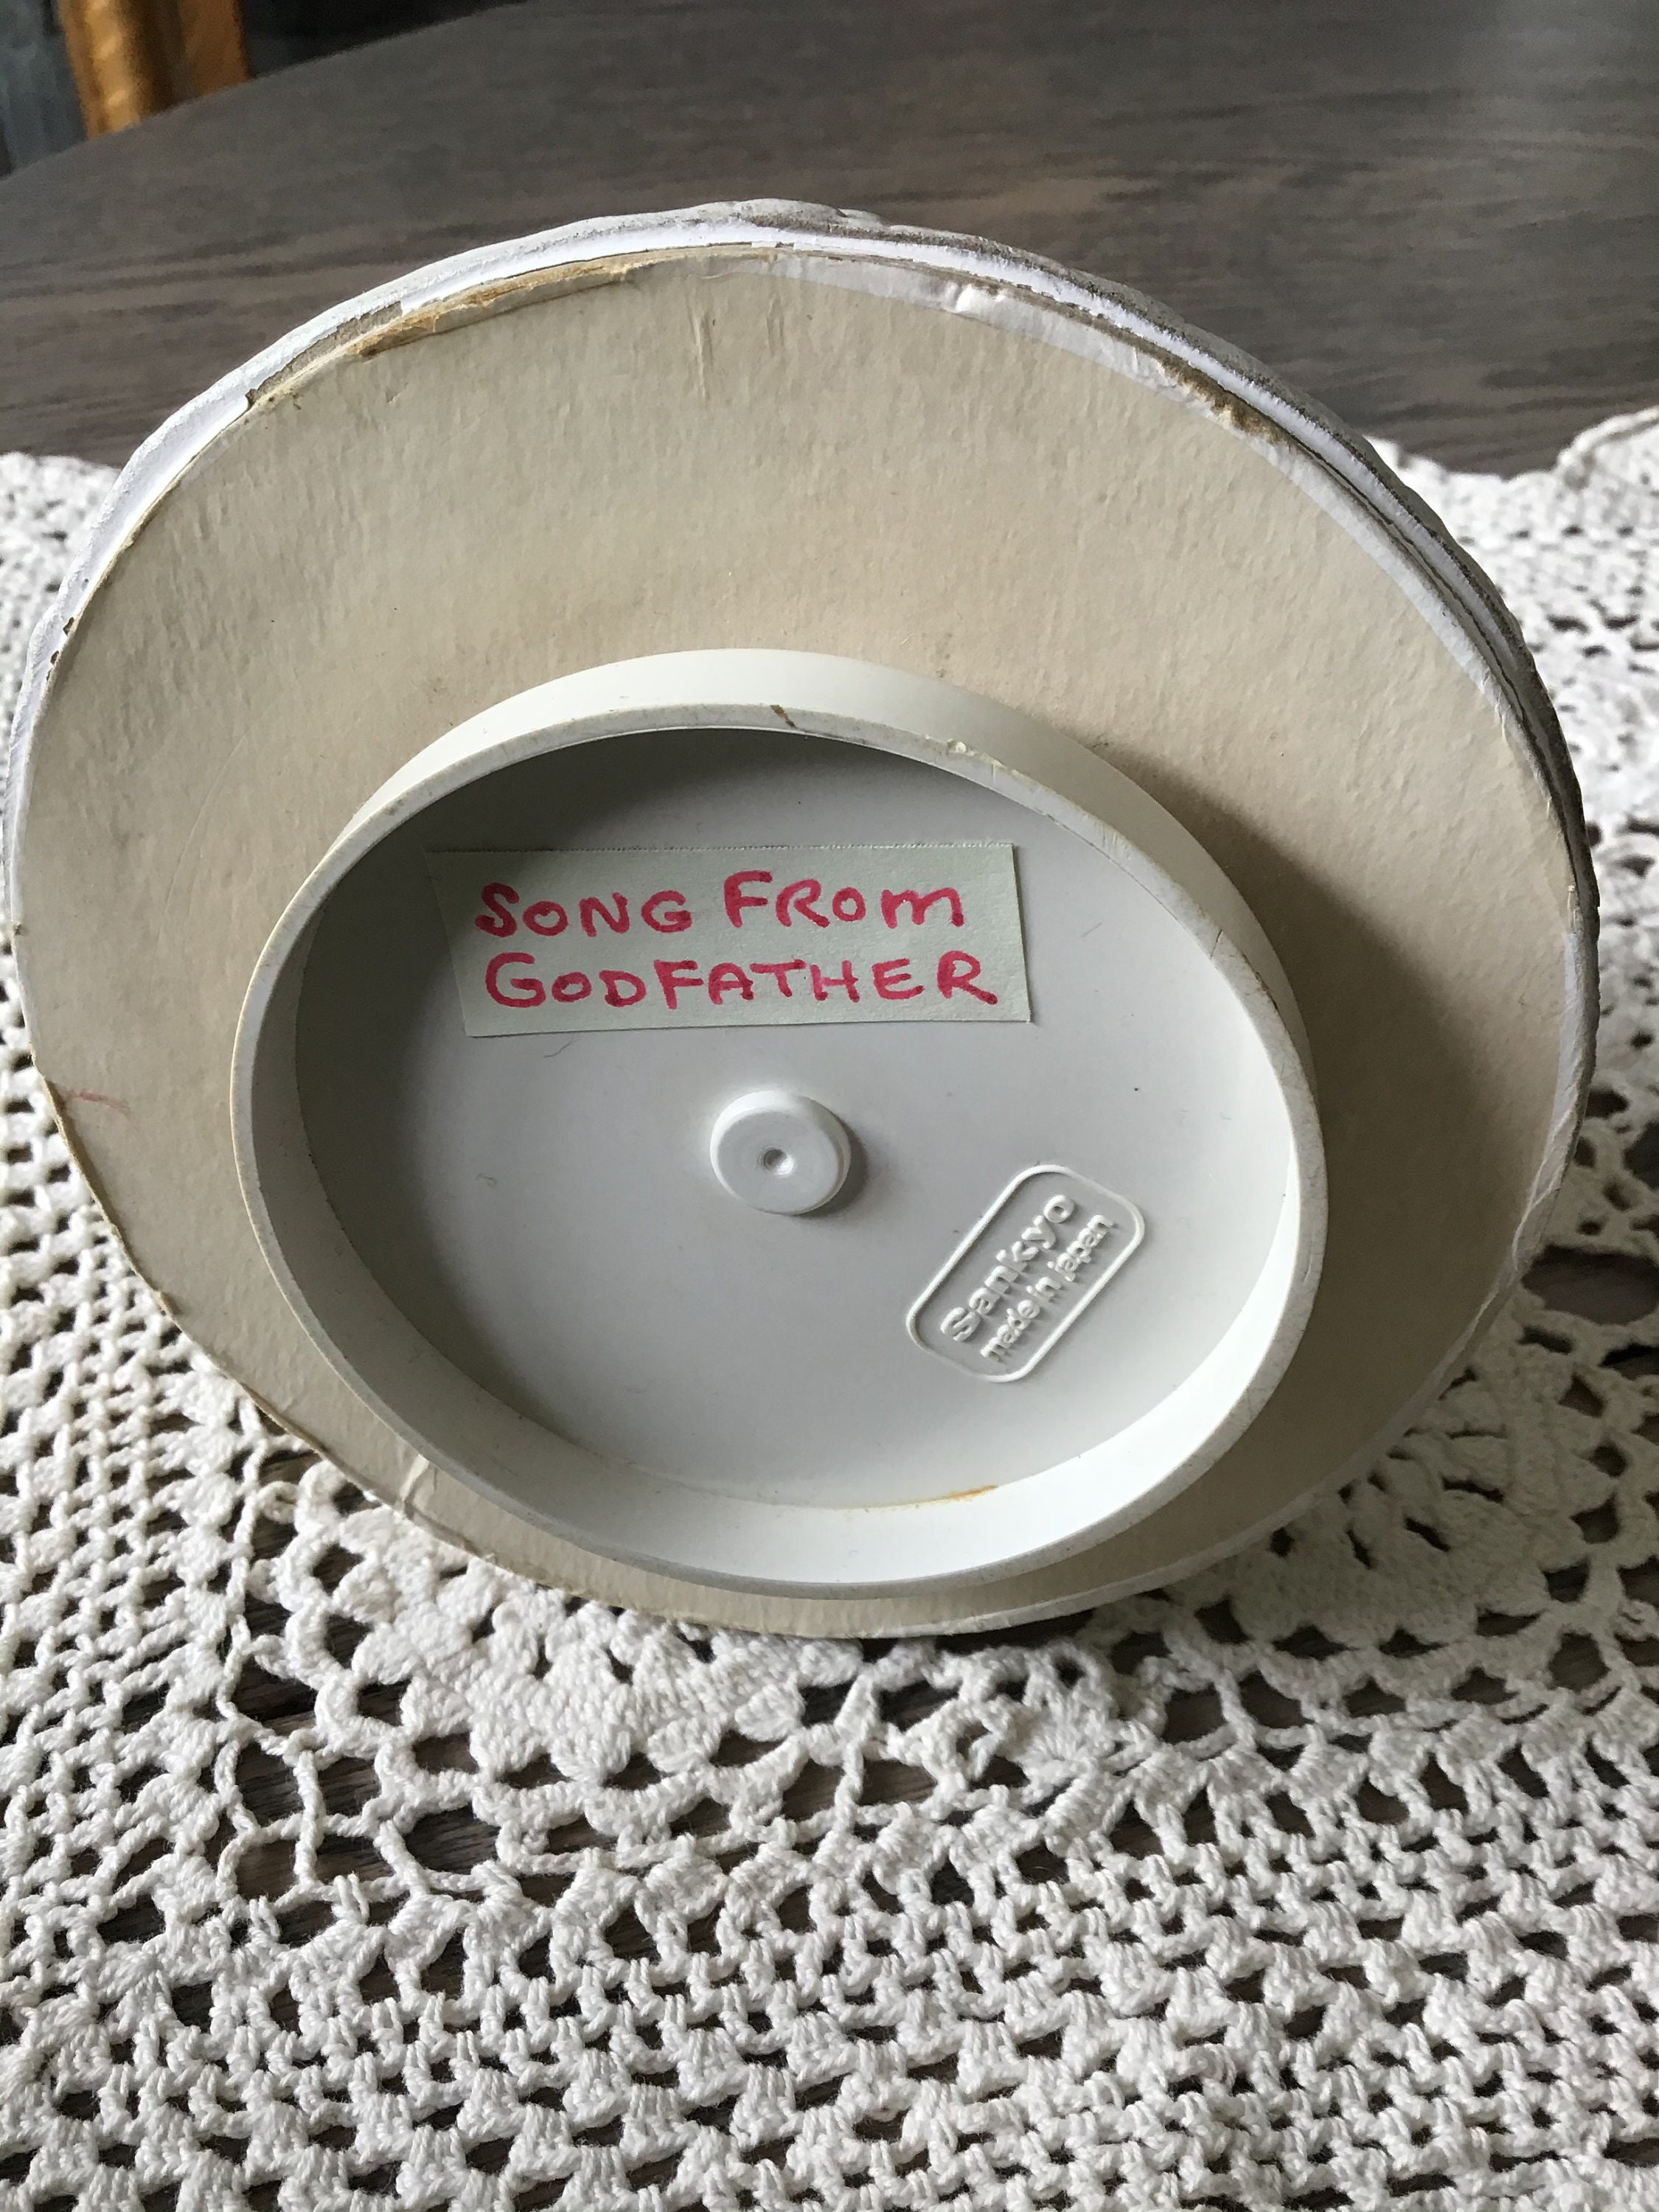 SONG FROM
GODFATHER
Sankyo
made in japan